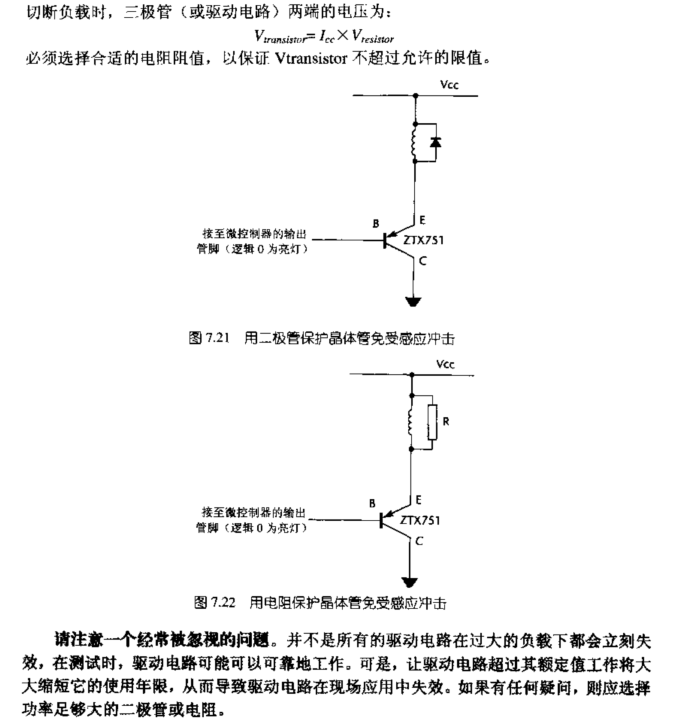 切断负载时，三极管（或驱动电路）两端的电压为：
Vtransistor= Icc×Vresistor
必须选择合适的电阻阻值，以保证 Vtransistor 不超过允许的限值。
Vcc
B
E
接至微控制器的输出
管脚（逻辑 0 为亮灯）
ZTX751
C
图 7.21 用二极管保护晶体管免受感应冲击
Vcc
R
B
E
接至微控制器的输出
管脚（逻辑 0 为亮灯）
ZTX751
C
图 7.22 用电阻保护晶体管免受感应冲击
请注意一个经常被忽视的问题。并不是所有的驱动电路在过大的负载下都会立刻失
效，在测试时，驱动电路可能可以可靠地工作。可是，让驱动电路超过其额定值工作将大
大缩短它的使用年限，从而导致驱动电路在现场应用中失效。如果有任何疑问，则应选择
功率足够大的二极管或电阻。